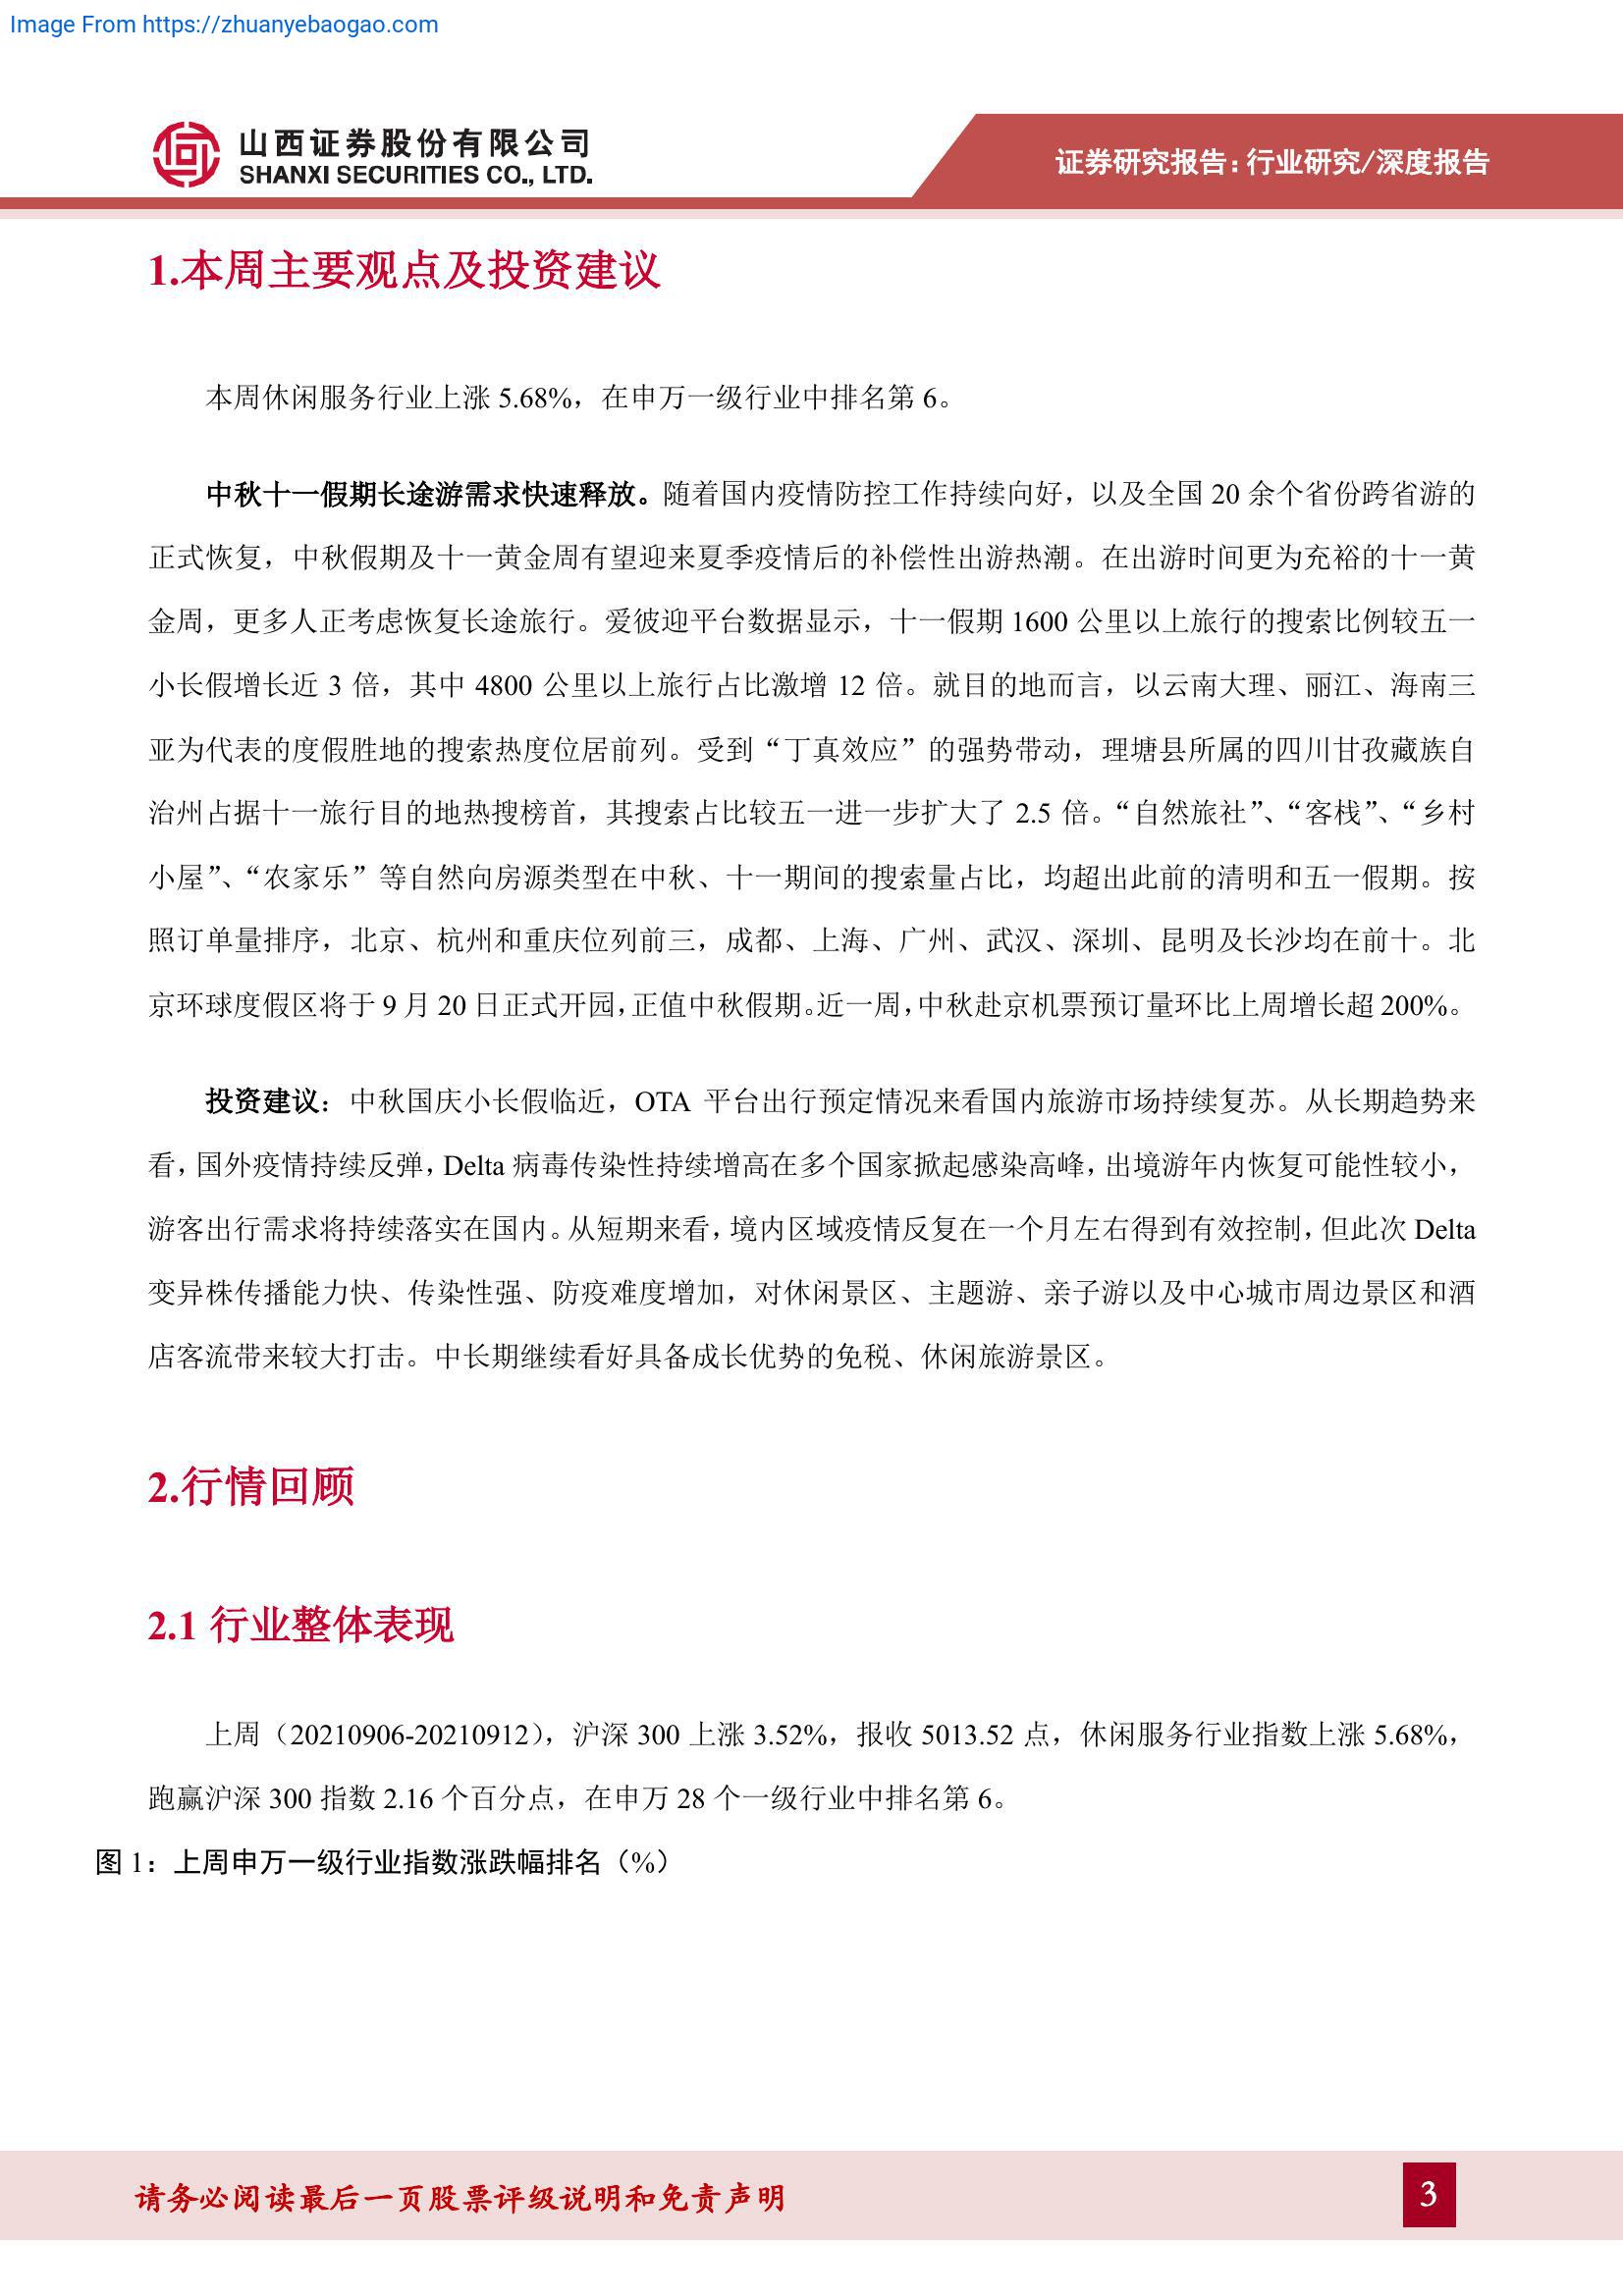 Image From https://zhuanyebaogao.com
山西证券股份有限公司
SHANXI SECURITIES CO., LTD.
证券研究报告：行业研究/深度报告
1.本周主要观点及投资建议
本周休闲服务行业上涨 5.68%，在申万一级行业中排名第 6。
中秋十一假期长途游需求快速释放。随着国内疫情防控工作持续向好，以及全国 20 余个省份跨省游的
正式恢复，中秋假期及十一黄金周有望迎来夏季疫情后的补偿性出游热潮。在出游时间更为充裕的十一黄
金周，更多人正考虑恢复长途旅行。爱彼迎平台数据显示，十一假期 1600 公里以上旅行的搜索比例较五一
小长假增长近 3 倍，其中 4800 公里以上旅行占比激增 12 倍。就目的地而言，以云南大理、丽江、海南三
亚为代表的度假胜地的搜索热度位居前列。受到“丁真效应”的强势带动，理塘县所属的四川甘孜藏族自
治州占据十一旅行目的地热搜榜首，其搜索占比较五一进一步扩大了 2.5 倍。“自然旅社”、“客栈”、“乡村
小屋”、“农家乐”等自然向房源类型在中秋、十一期间的搜索量占比，均超出此前的清明和五一假期。按
照订单量排序，北京、杭州和重庆位列前三，成都、上海、广州、武汉、深圳、昆明及长沙均在前十。北
京环球度假区将于 9 月 20 日正式开园，正值中秋假期。近一周，中秋赴京机票预订量环比上周增长超 200%。
投资建议：中秋国庆小长假临近，OTA 平台出行预定情况来看国内旅游市场持续复苏。从长期趋势来
看，国外疫情持续反弹，Delta 病毒传染性持续增高在多个国家掀起感染高峰，出境游年内恢复可能性较小，
游客出行需求将持续落实在国内。从短期来看，境内区域疫情反复在一个月左右得到有效控制，但此次 Delta
变异株传播能力快、传染性强、防疫难度增加，对休闲景区、主题游、亲子游以及中心城市周边景区和酒
店客流带来较大打击。中长期继续看好具备成长优势的免税、休闲旅游景区。
2.行情回顾
2.1 行业整体表现
上周（20210906-20210912），沪深 300 上涨 3.52%，报收 5013.52 点，休闲服务行业指数上涨 5.68%，
跑赢沪深 300 指数 2.16 个百分点，在申万 28 个一级行业中排名第 6。
图 1：上周申万一级行业指数涨跌幅排名（%）
请务必阅读最后一页股票评级说明和免责声明
3